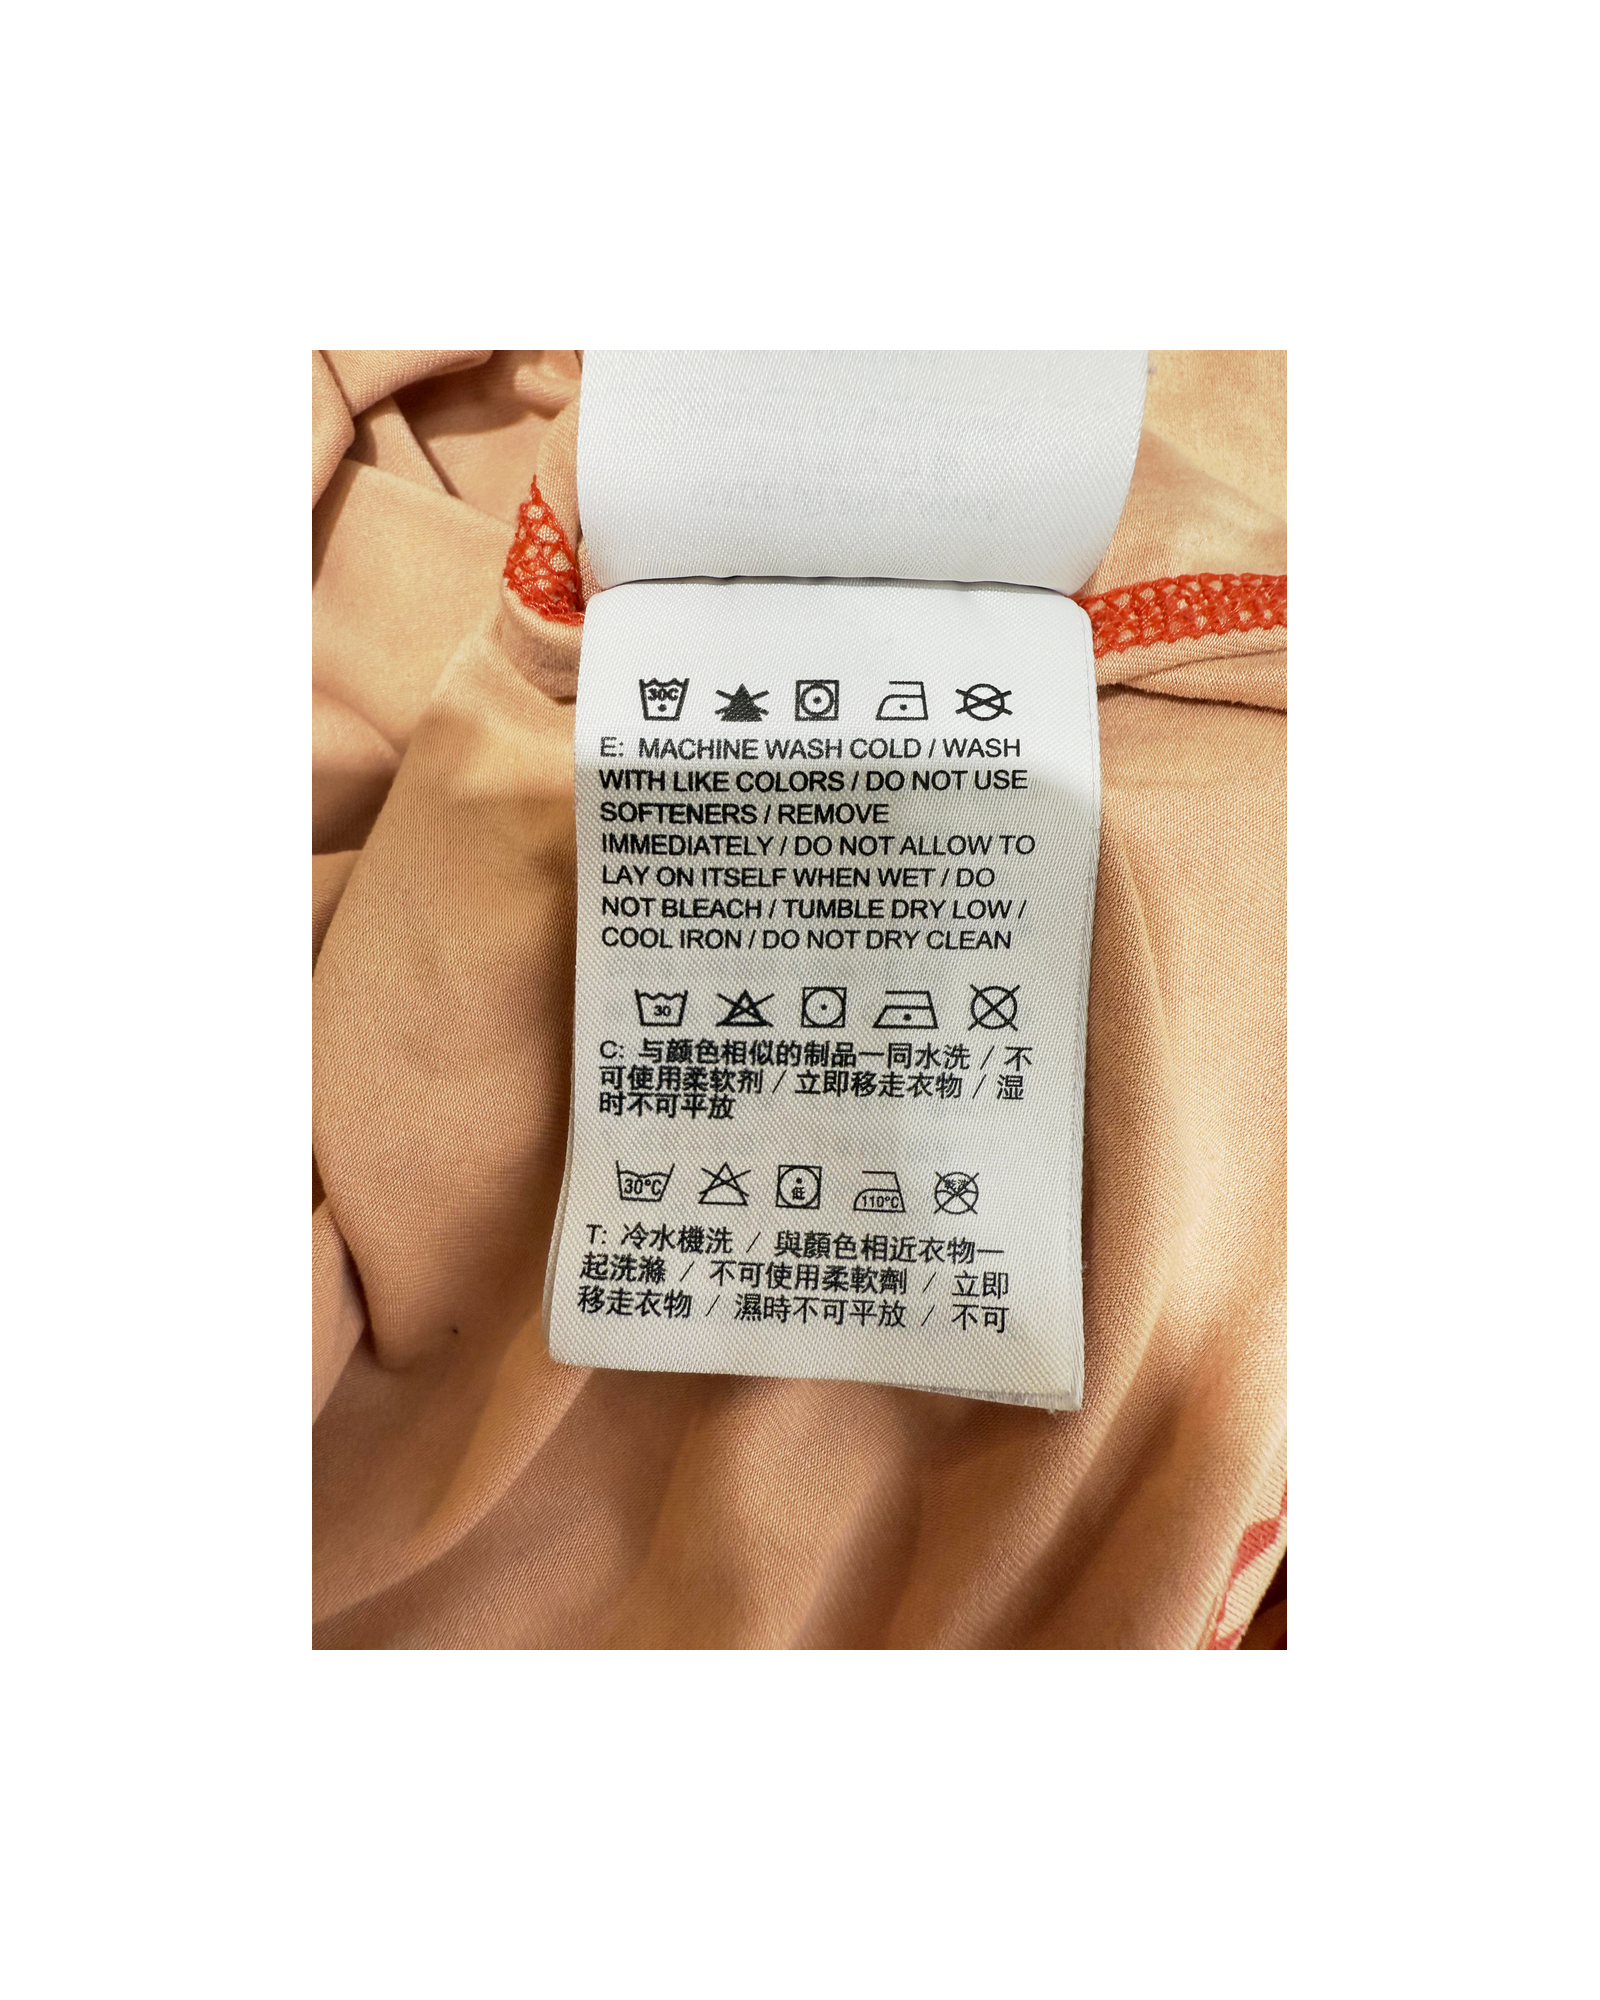 30C
E: MACHINE WASH COLD / WASH
WITH LIKE COLORS / DO NOT USE
SOFTENERS / REMOVE
IMMEDIATELY / DO NOT ALLOW TO
LAY ON ITSELF WHEN WET / DO
NOT BLEACH / TUMBLE DRY LOW /
COOL IRON / DO NOT DRY CLEAN
30
C: 与颜色相似的制品一同水洗 / 不
可使用柔软剂 / 立即移走衣物 / 湿
时不可平放
30°C 低 110°C 乾洗
T: 冷水機洗 / 與顏色相近衣物一
起洗滌 / 不可使用柔軟劑 / 立即
移走衣物 / 濕時不可平放 / 不可